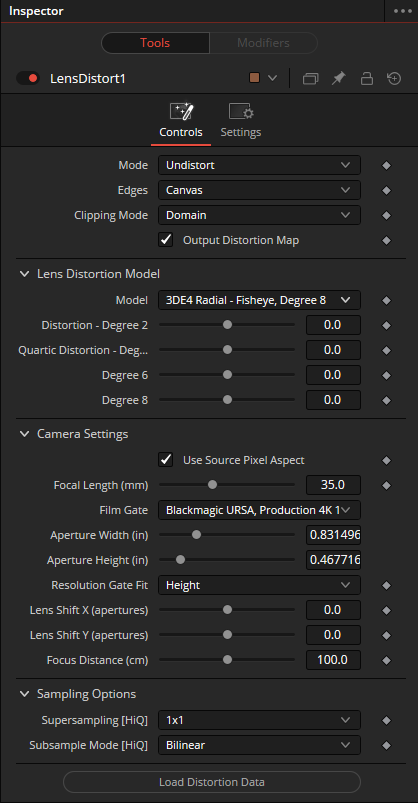 Inspector
Tools Modifiers
LensDistort1
Controls Settings
Mode Undistort
Edges Canvas
Clipping Mode Domain
Output Distortion Map
Lens Distortion Model
Model 3DE4 Radial - Fisheye, Degree 8
Distortion - Degree 2 0.0
Quartic Distortion - Deg... 0.0
Degree 6 0.0
Degree 8 0.0
Camera Settings
Use Source Pixel Aspect
Focal Length (mm) 35.0
Film Gate Blackmagic URSA, Production 4K 1
Aperture Width (in) 0.831496
Aperture Height (in) 0.467716
Resolution Gate Fit Height
Lens Shift X (apertures) 0.0
Lens Shift Y (apertures) 0.0
Focus Distance (cm) 100.0
Sampling Options
Supersampling [HiQ] 1x1
Subsample Mode [HiQ] Bilinear
Load Distortion Data